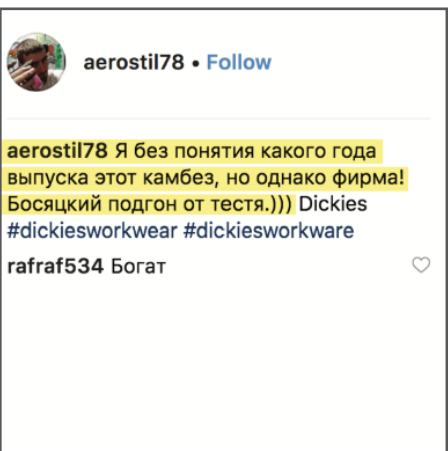 aerostil78 • Follow
aerostil78 Я без понятия какого года
выпуска этот камбез, но однако фирма!
Босяцкий подгон от тестя.))) Dickies
#dickiesworkwear #dickiesworkware
rafraf534 Богат